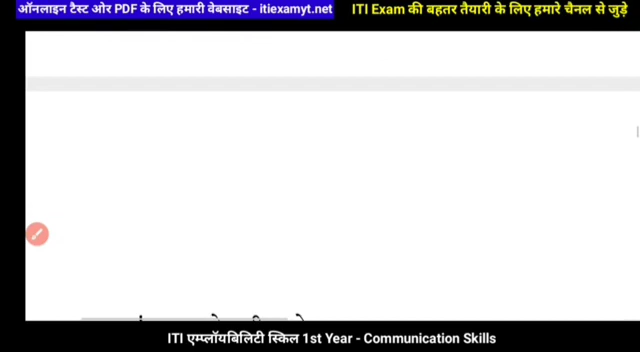 ऑनलाइन टैस्ट ओर PDF के लिए हमारी वेबसाइट - itiexamyt.net
ITI Exam की बहतर तैयारी के लिए हमारे चैनल से जुड़े
ITI एम्प्लॉयबिलिटी स्किल 1st Year - Communication Skills